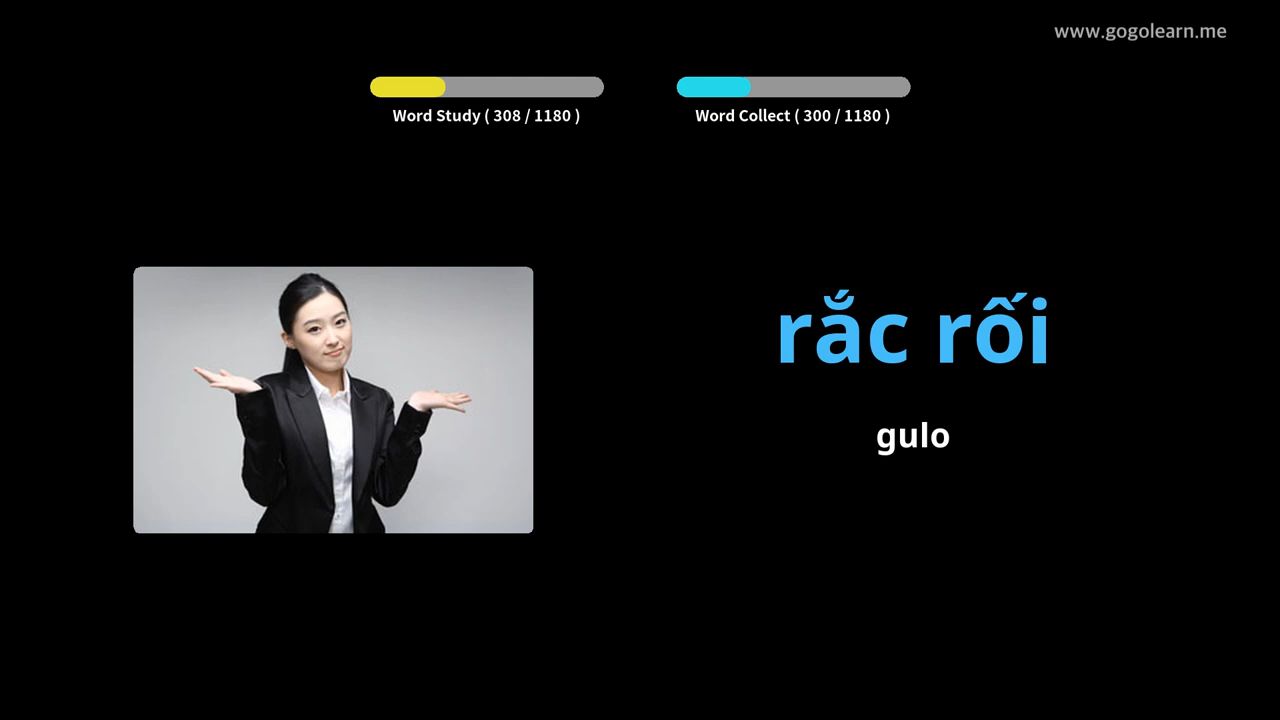 www.gogolearn.me
Word Study ( 308 / 1180 )
Word Collect ( 300 / 1180 )
rắc rối
gulo